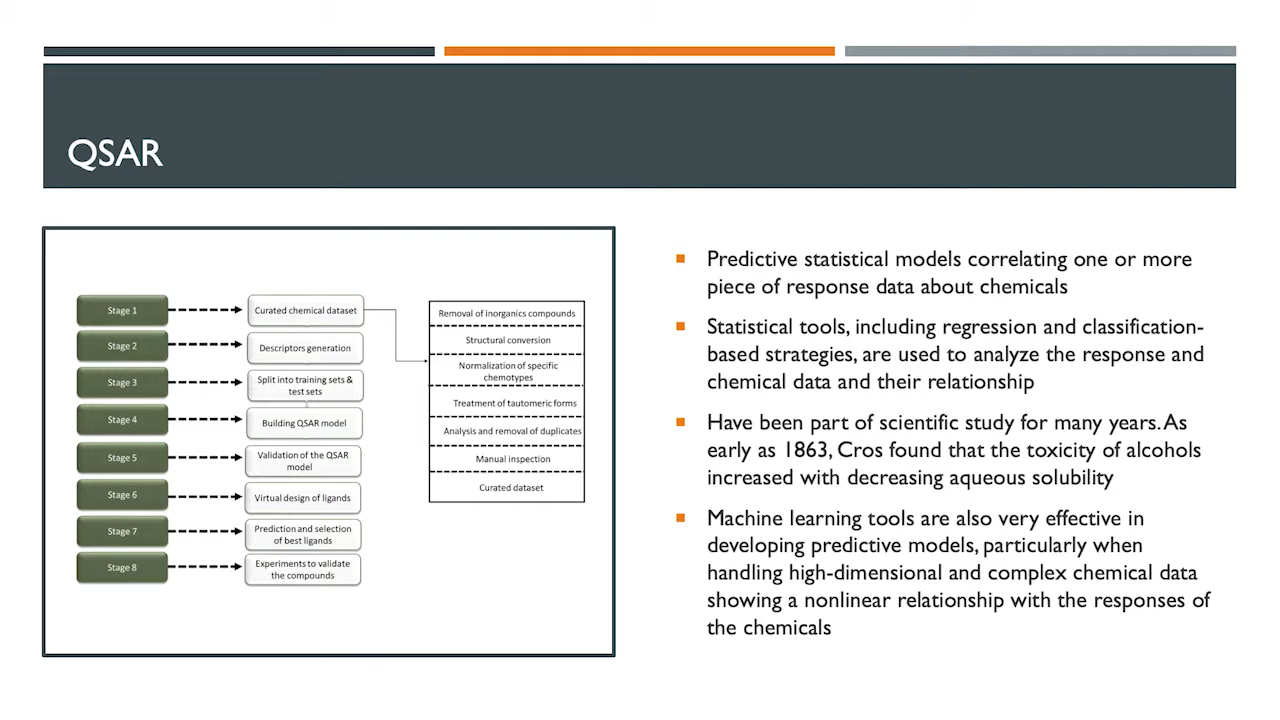 QSAR
Stage 1
Curated chemical dataset
Stage 2
Descriptors generation
Stage 3
Split into training sets &
test sets
Stage 4
Building QSAR model
Stage 5
Validation of the QSAR
model
Stage 6
Virtual design of ligands
Stage 7
Prediction and selection
of best ligands
Stage 8
Experiments to validate
the compounds
Removal of inorganics compounds
Structural conversion
Normalization of specific
chemotypes
Treatment of tautomeric forms
Analysis and removal of duplicates
Manual inspection
Curated dataset
Predictive statistical models correlating one or more
piece of response data about chemicals
Statistical tools, including regression and classification-
based strategies, are used to analyze the response and
chemical data and their relationship
Have been part of scientific study for many years. As
early as 1863, Cros found that the toxicity of alcohols
increased with decreasing aqueous solubility
Machine learning tools are also very effective in
developing predictive models, particularly when
handling high-dimensional and complex chemical data
showing a nonlinear relationship with the responses of
the chemicals